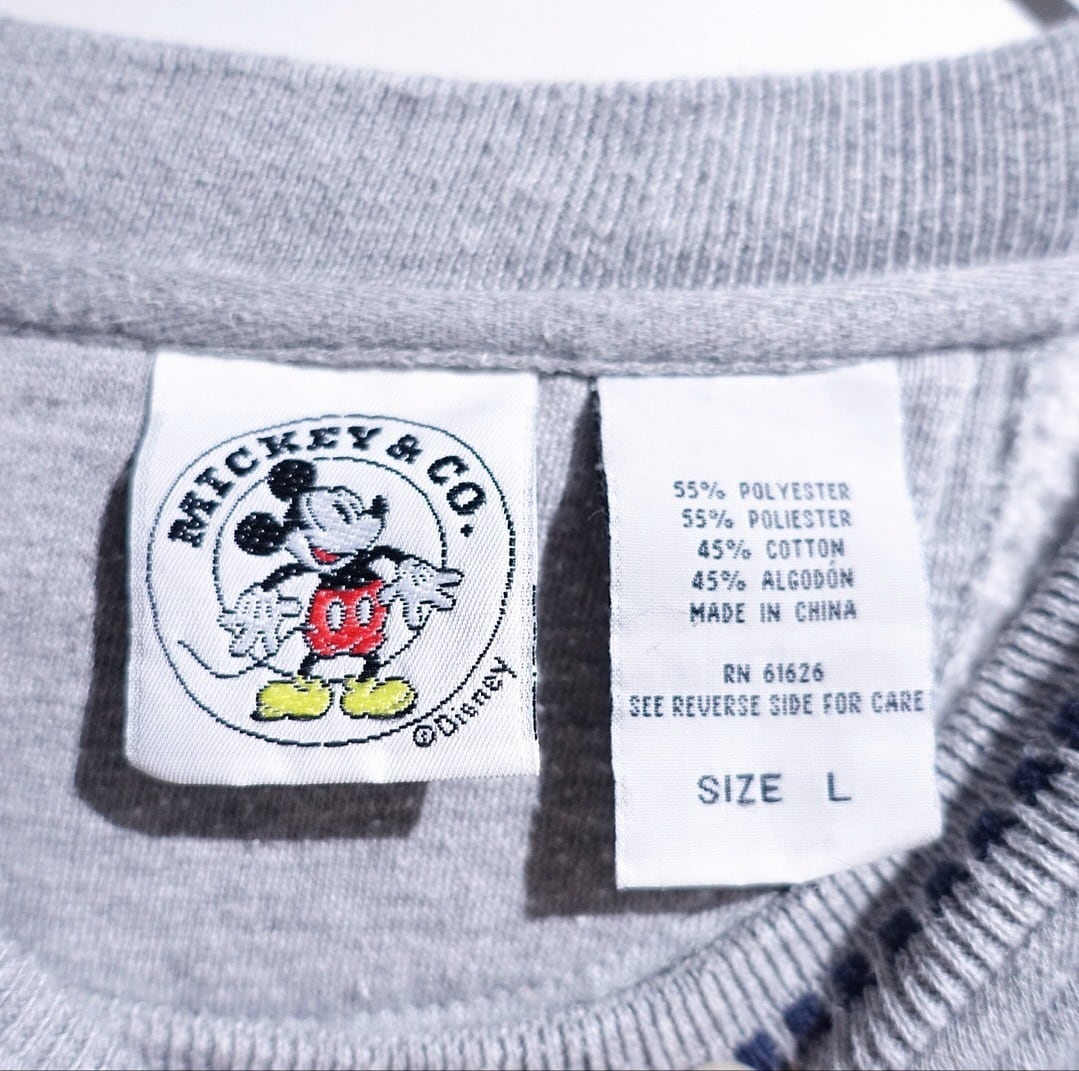 MICKEY & CO.
©Disney
55% POLYESTER
55% POLIESTER
45% COTTON
45% ALGODÓN
MADE IN CHINA
RN 61626
SEE REVERSE SIDE FOR CARE
SIZE L